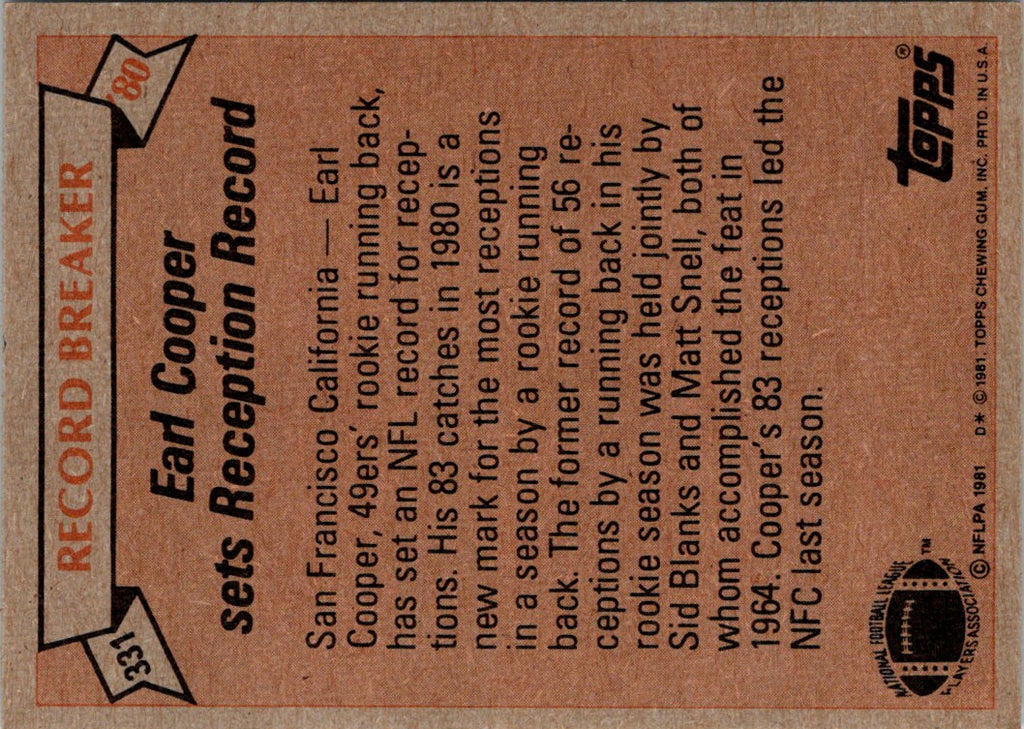 RECORD BREAKER
'80
331
Earl Cooper
sets Reception Record
San Francisco California — Earl
Cooper, 49ers' rookie running back,
has set an NFL record for recep-
tions. His 83 catches in 1980 is a
new mark for the most receptions
in a season by a rookie running
back. The former record of 56 re-
ceptions by a running back in his
rookie season was held jointly by
Sid Blanks and Matt Snell, both of
whom accomplished the feat in
1964. Cooper's 83 receptions led the
NFC last season.
NATIONAL FOOTBALL LEAGUE
PLAYERS ASSOCIATION
™
TOPPS®
© NFLPA 1981 D* © 1981, TOPPS CHEWING GUM, INC. PRTD. IN U.S.A.